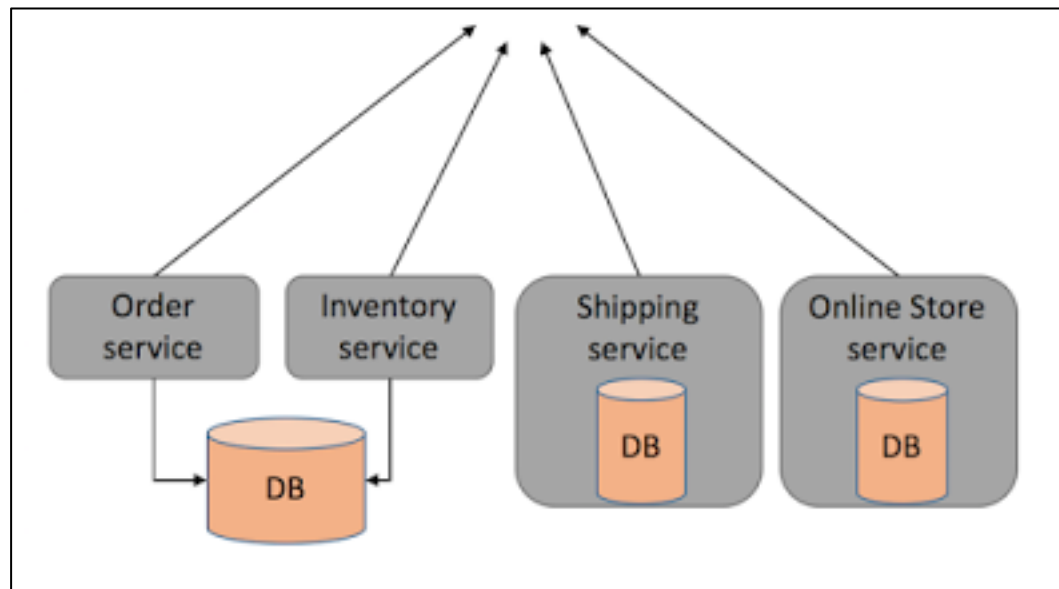 Order
service
Inventory
service
Shipping
service
Online Store
service
DB
DB
DB